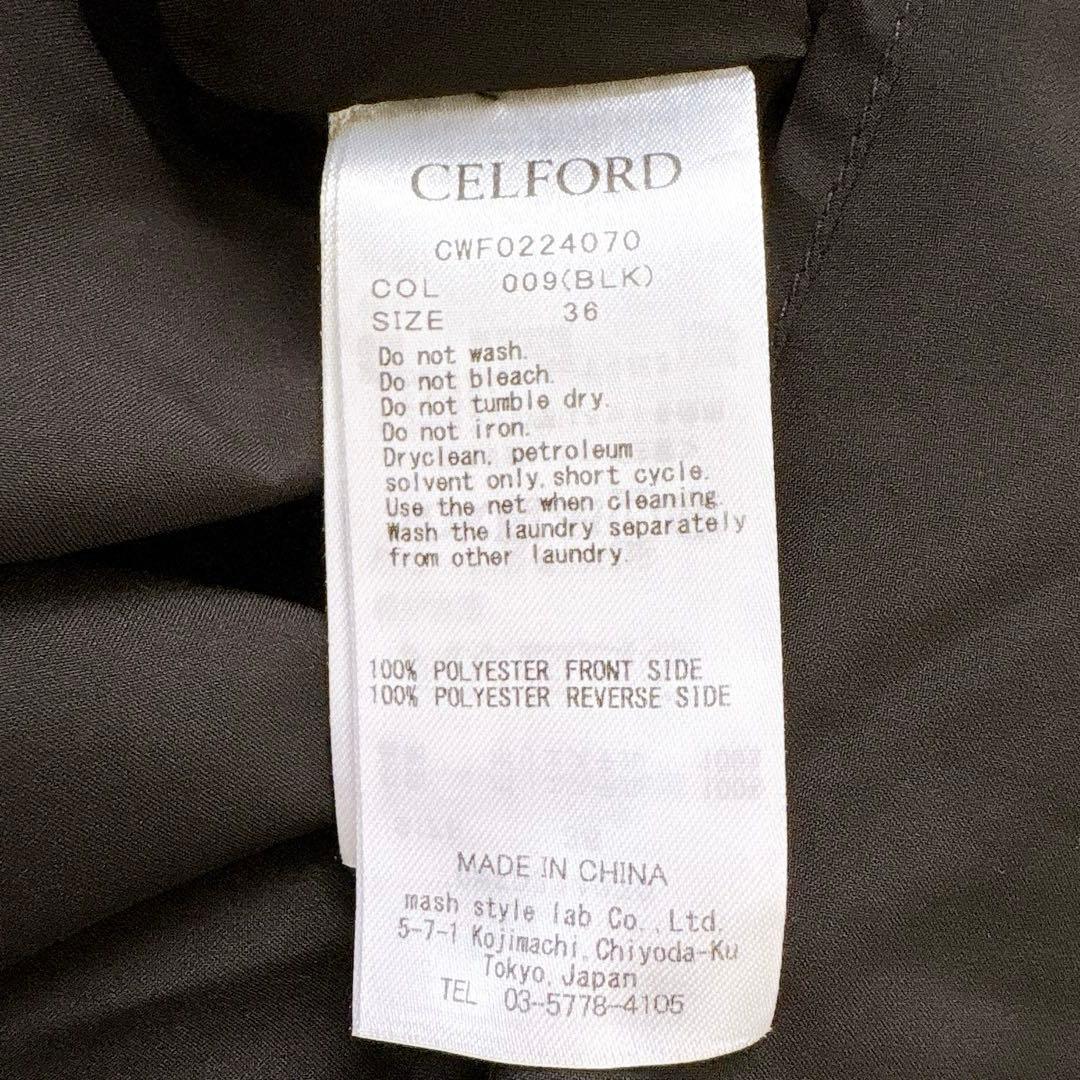 CELFORD
CWF0224070
COL 009(BLK)
SIZE 36
Do not wash.
Do not bleach.
Do not tumble dry.
Do not iron.
Dryclean, petroleum
solvent only, short cycle.
Use the net when cleaning.
Wash the laundry separately
from other laundry.
100% POLYESTER FRONT SIDE
100% POLYESTER REVERSE SIDE
MADE IN CHINA
mash style lab Co., Ltd.
5-7-1 Kojimachi, Chiyoda-Ku
Tokyo, Japan
TEL 03-5778-4105